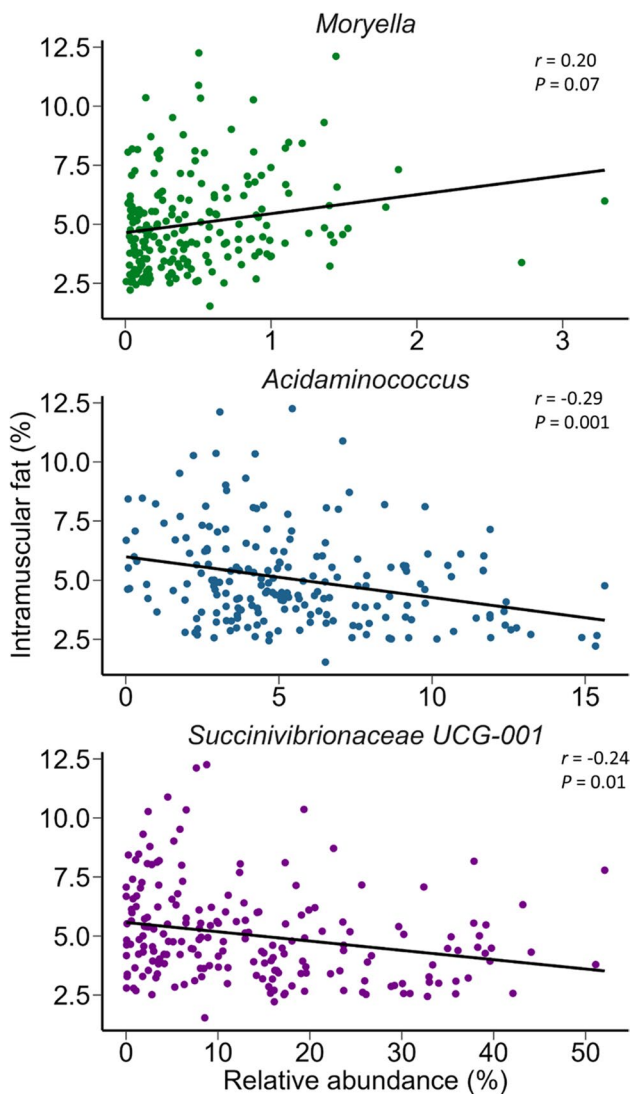 Moryella
r = 0.20
P = 0.07
12.5
10.0
7.5
5.0
2.5
0 1 2 3
Acidaminococcus
r = -0.29
P = 0.001
12.5
10.0
7.5
5.0
2.5
0 5 10 15
Intramuscular fat (%)
Succinivibrionaceae UCG-001
r = -0.24
P = 0.01
12.5
10.0
7.5
5.0
2.5
0 10 20 30 40 50
Relative abundance (%)